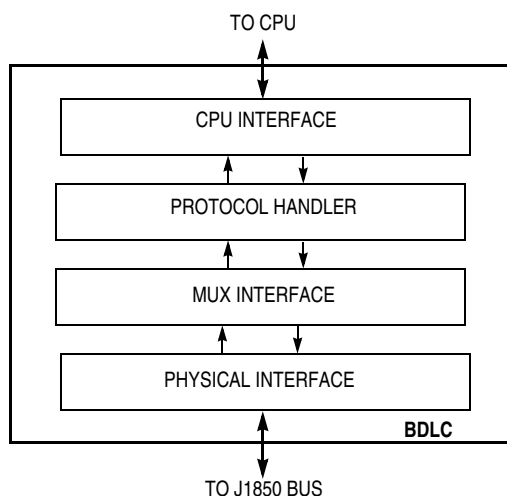 TO CPU
CPU INTERFACE
PROTOCOL HANDLER
MUX INTERFACE
PHYSICAL INTERFACE
BDLC
TO J1850 BUS